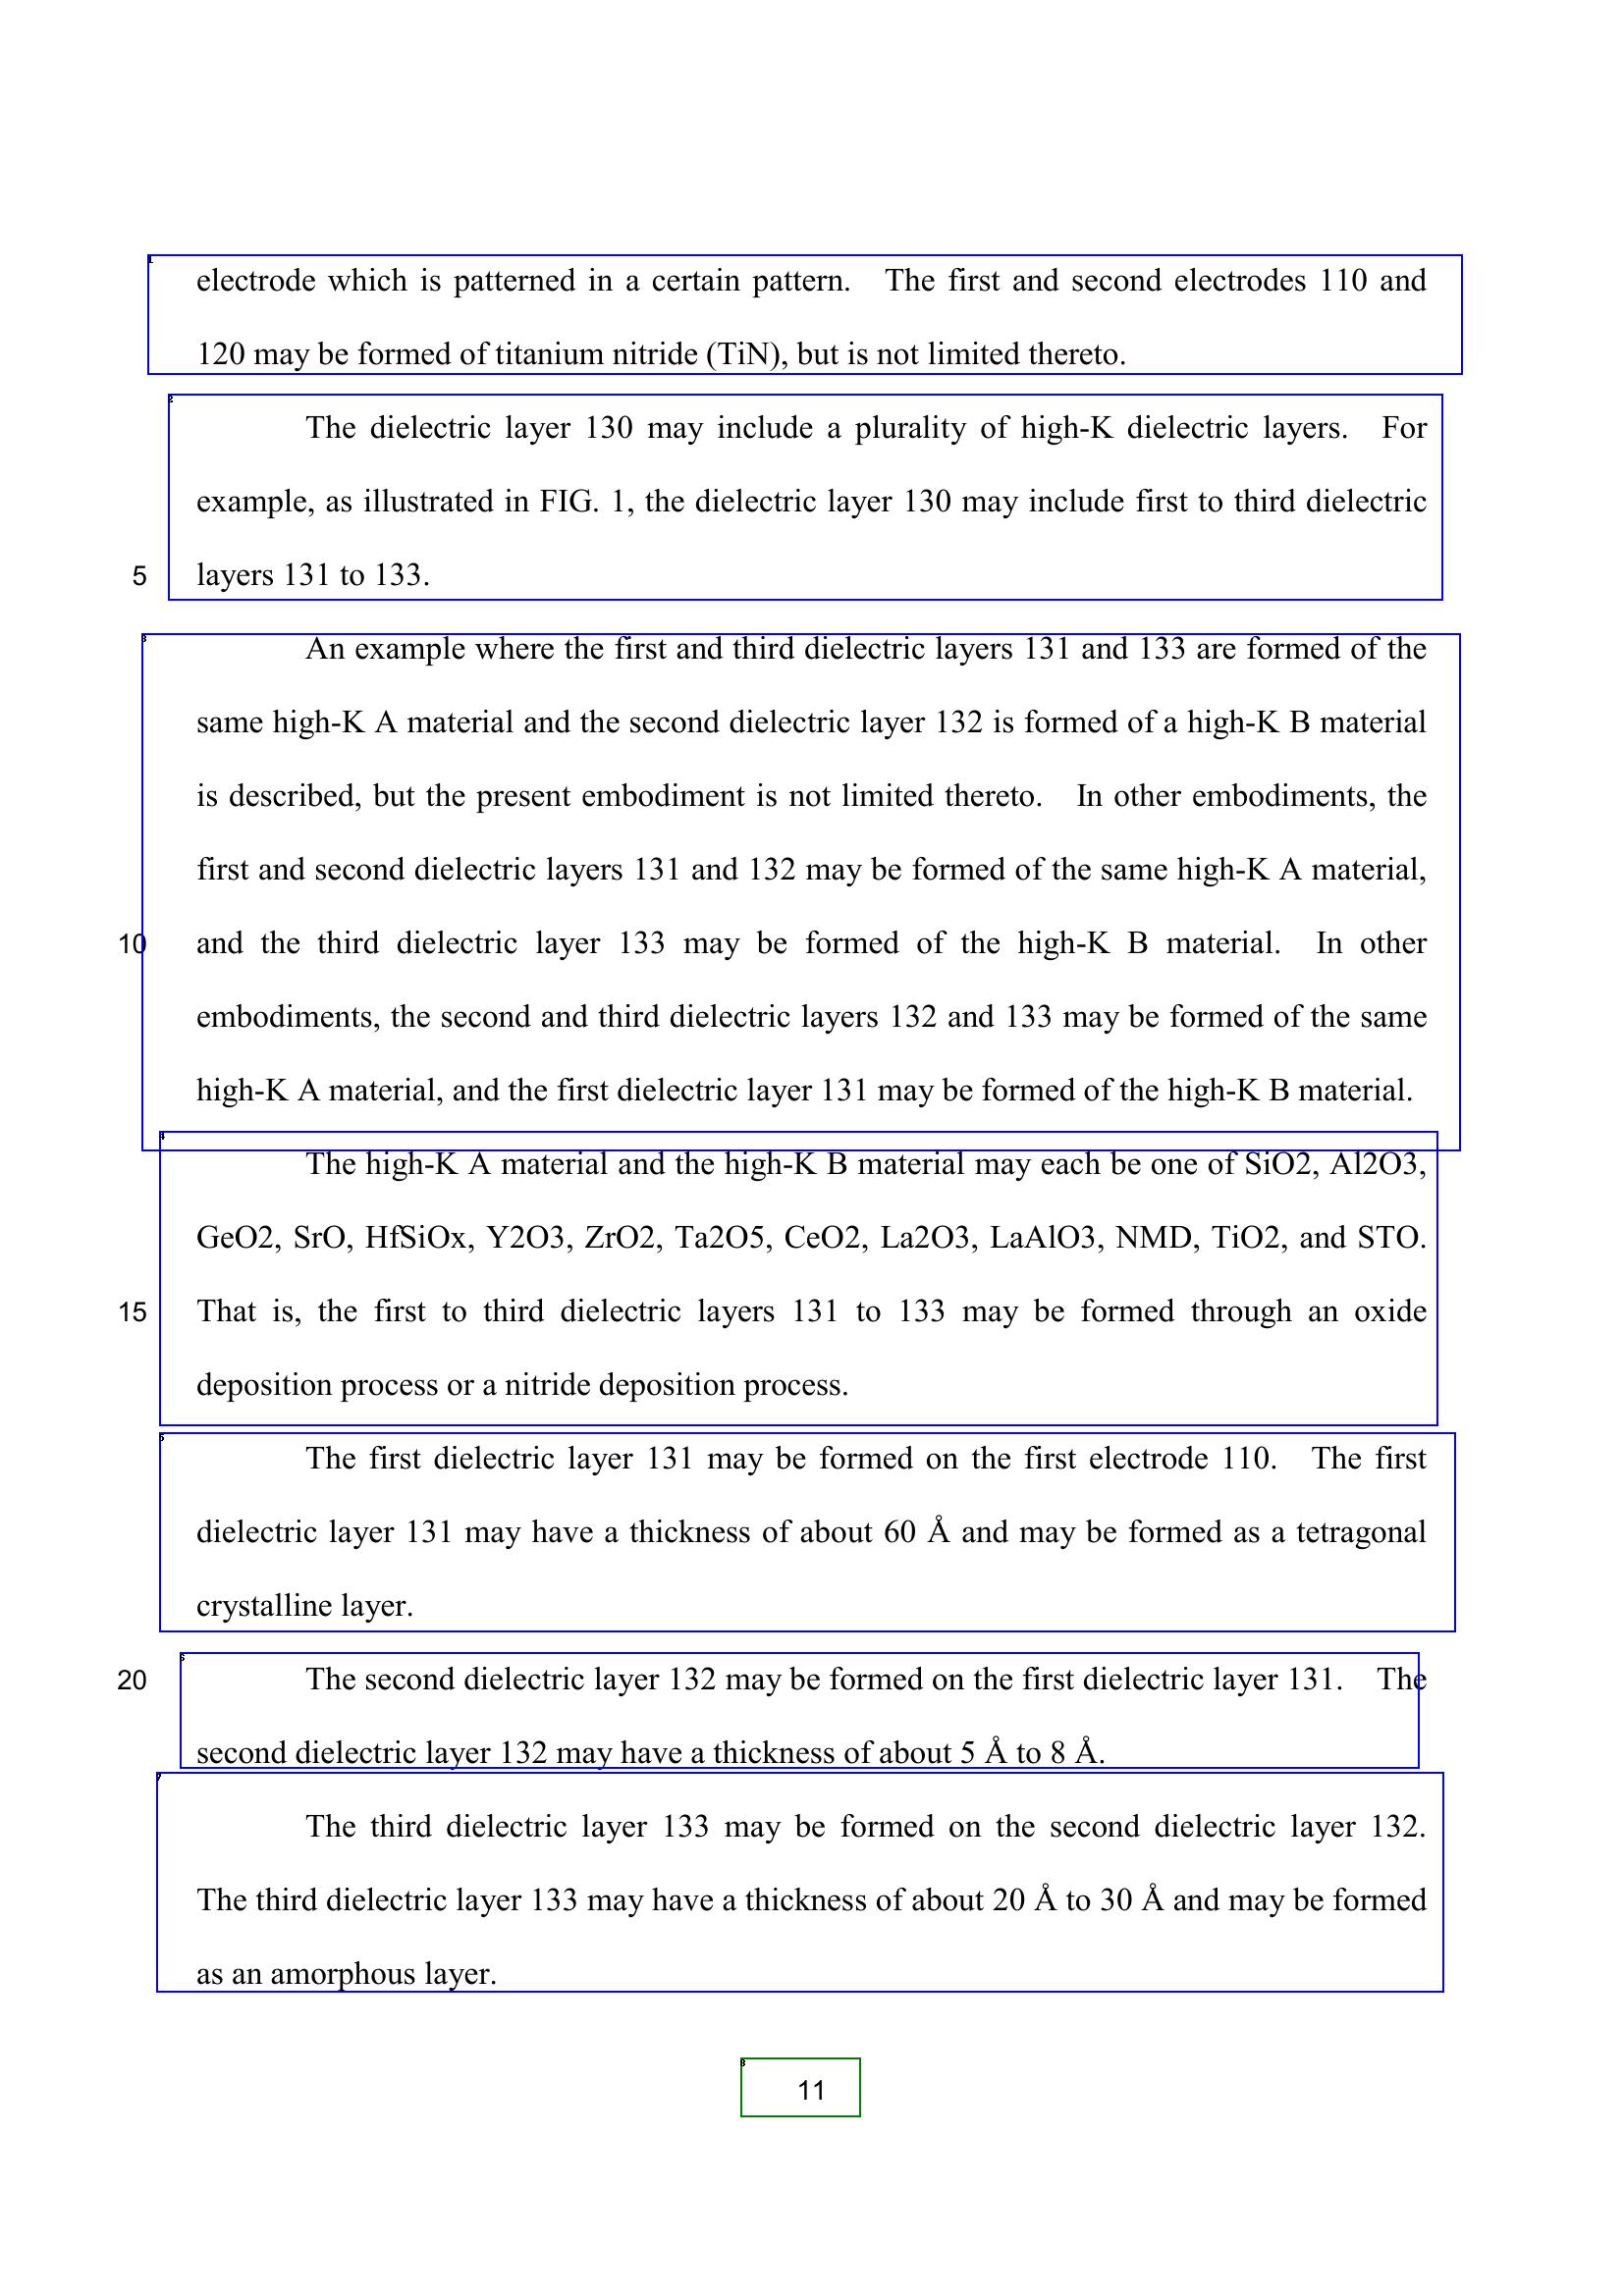 electrode which is patterned in a certain pattern. The first and second electrodes 110 and
120 may be formed of titanium nitride (TiN), but is not limited thereto.
The dielectric layer 130 may include a plurality of high-K dielectric layers. For
example, as illustrated in FIG. 1, the dielectric layer 130 may include first to third dielectric
5 layers 131 to 133.
An example where the first and third dielectric layers 131 and 133 are formed of the
same high-K A material and the second dielectric layer 132 is formed of a high-K B material
is described, but the present embodiment is not limited thereto. In other embodiments, the
first and second dielectric layers 131 and 132 may be formed of the same high-K A material,
10 and the third dielectric layer 133 may be formed of the high-K B material. In other
embodiments, the second and third dielectric layers 132 and 133 may be formed of the same
high-K A material, and the first dielectric layer 131 may be formed of the high-K B material.
The high-K A material and the high-K B material may each be one of SiO2, Al2O3,
GeO2, SrO, HfSiOx, Y2O3, ZrO2, Ta2O5, CeO2, La2O3, LaAlO3, NMD, TiO2, and STO.
15 That is, the first to third dielectric layers 131 to 133 may be formed through an oxide
deposition process or a nitride deposition process.
The first dielectric layer 131 may be formed on the first electrode 110. The first
dielectric layer 131 may have a thickness of about 60 Å and may be formed as a tetragonal
crystalline layer.
20 The second dielectric layer 132 may be formed on the first dielectric layer 131. The
second dielectric layer 132 may have a thickness of about 5 Å to 8 Å.
The third dielectric layer 133 may be formed on the second dielectric layer 132.
The third dielectric layer 133 may have a thickness of about 20 Å to 30 Å and may be formed
as an amorphous layer.
11